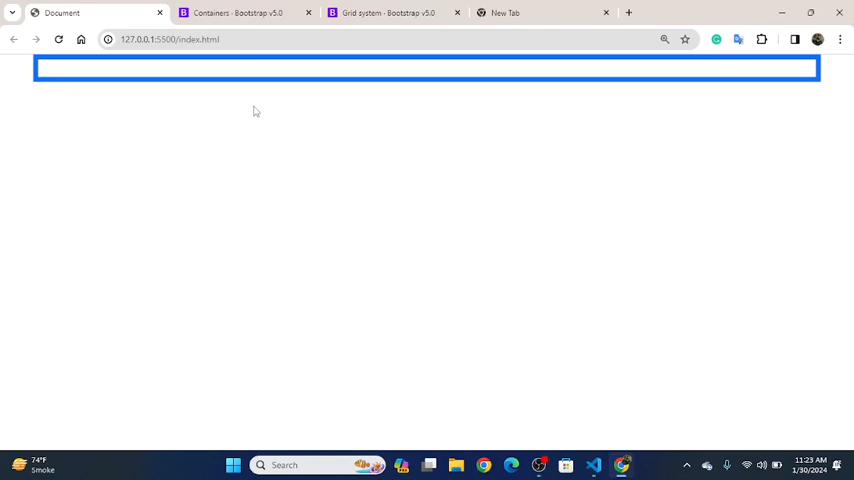 Document
Containers - Bootstrap v5.0
Grid system - Bootstrap v5.0
New Tab
127.0.0.1:5500/index.html
74°F
Smoke
Search
11:23 AM
1/30/2024